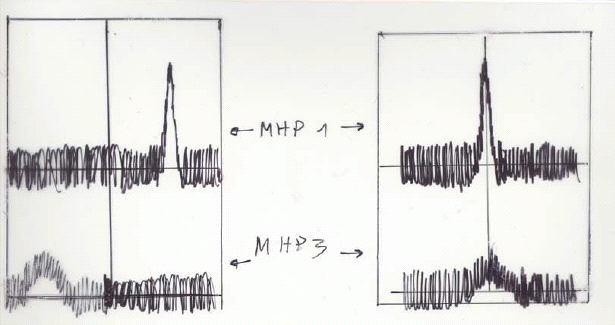 ← MHP 1 →
← MHP3 →